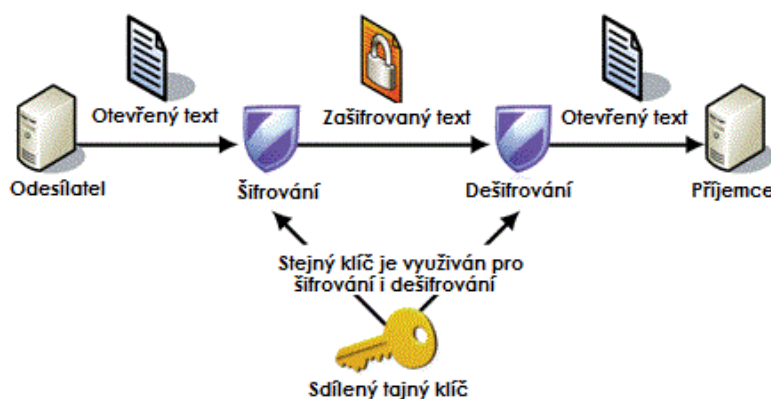 Otevřený text
Zašifrovaný text
Otevřený text
Odesílatel
Šifrování
Dešifrování
Příjemce
Stejný klíč je využíván pro
šifrování i dešifrování
Sdílený tajný klíč